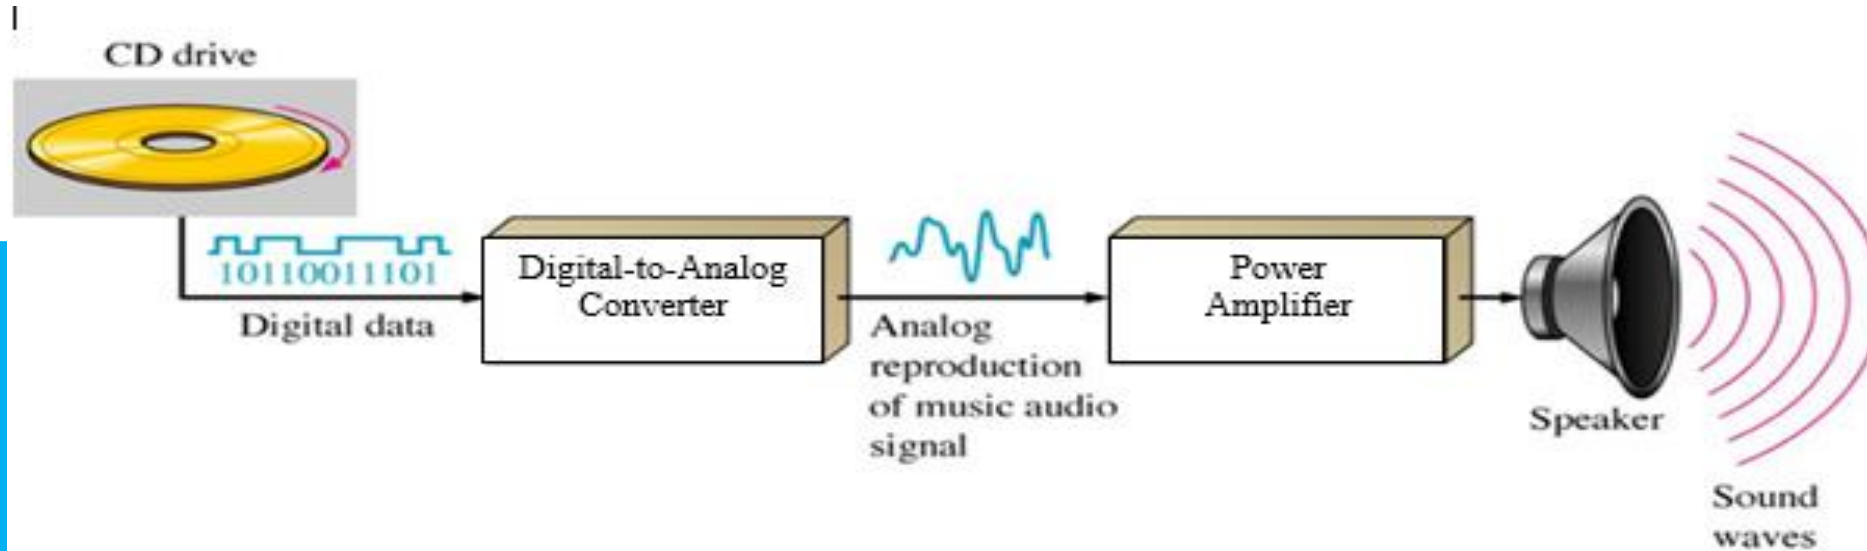 CD drive
10110011101
Digital data
Digital-to-Analog
Converter
Analog
reproduction
of music audio
signal
Power
Amplifier
Speaker
Sound
waves